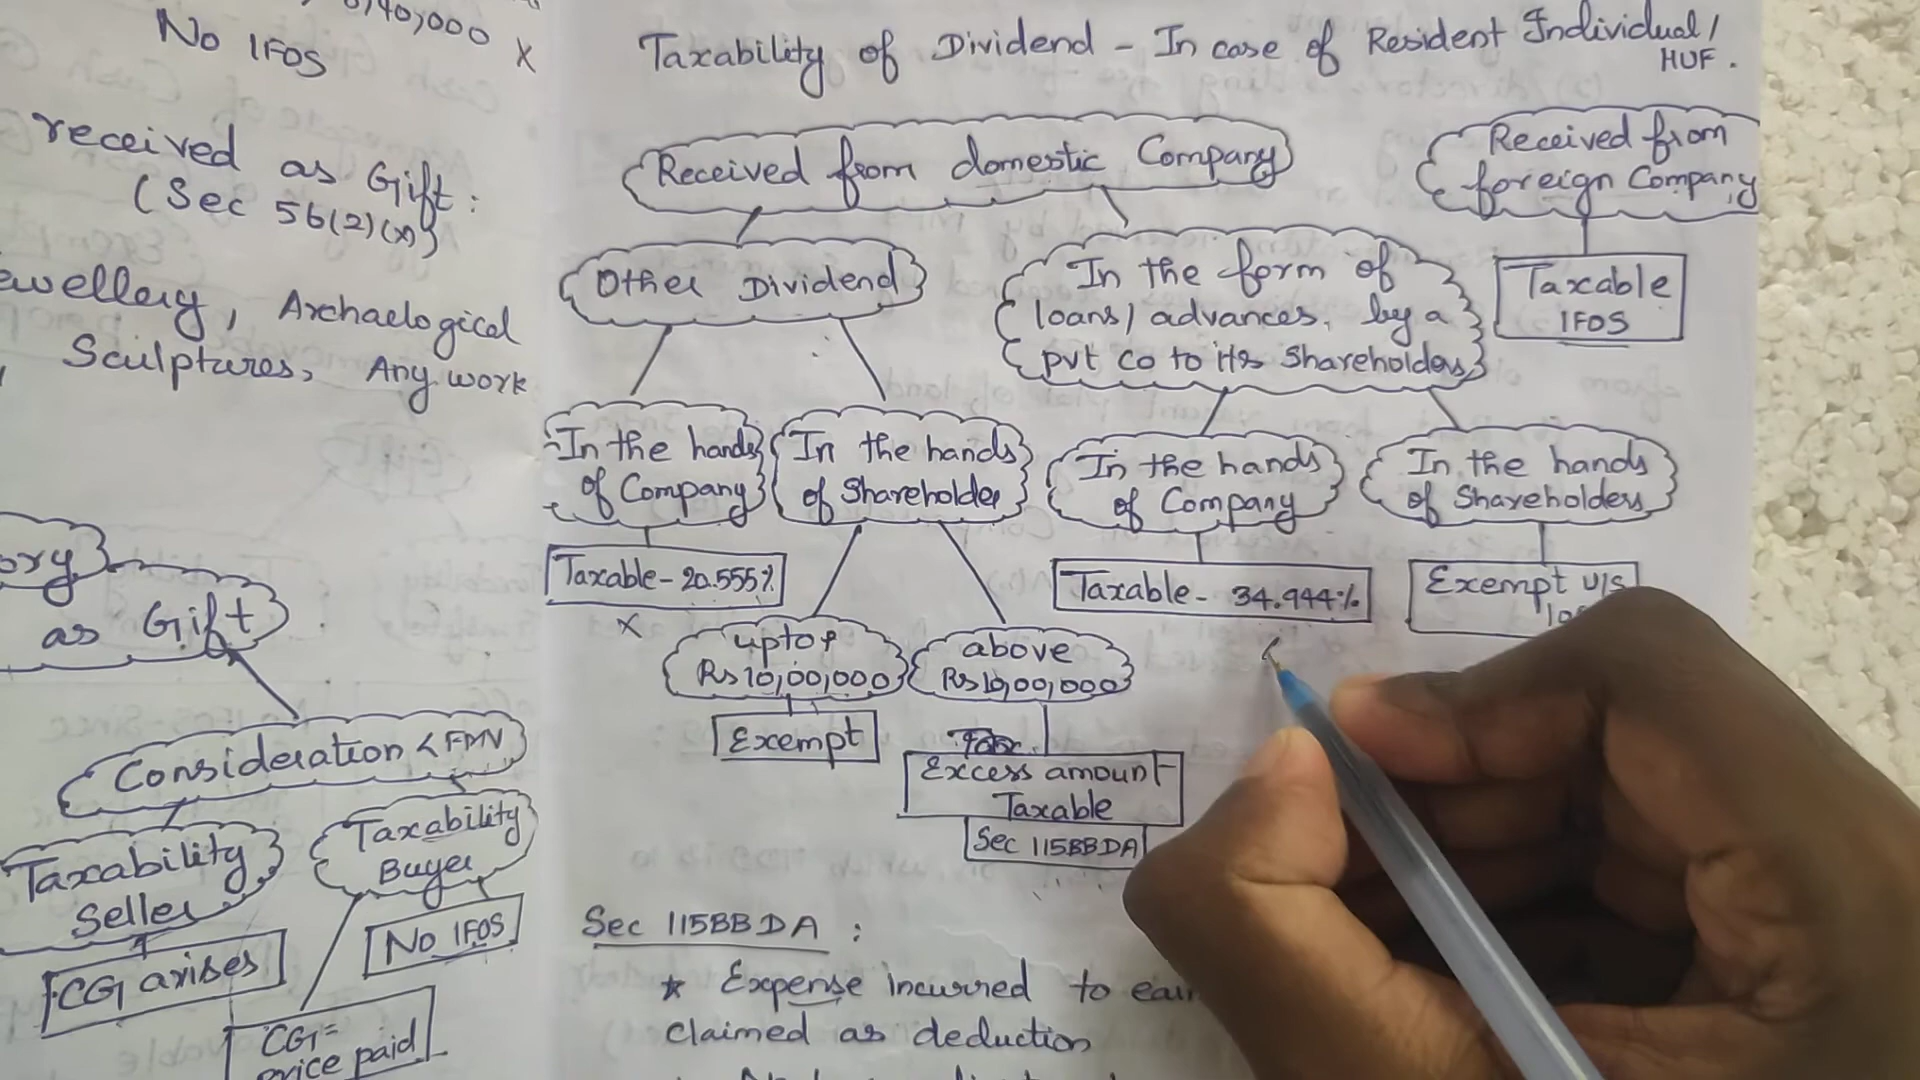 No IFOS
x
received as Gift :
(Sec 56(2)(x))
Archaelogical
Sculptures, Any work
as Gift
Consideration < FMV
Taxability
Seller
CG arises
Taxability
Buyer
No IFOS
CG =
price paid
Taxability of Dividend - In case of Resident Individual /
HUF .
Received from domestic Company
Received from
foreign Company
Taxable
IFOS
Other Dividend
In the form of
loans / advances, by a
pvt co to its Shareholders
In the hands
of Company
Taxable - 20.555%
x
In the hands
of Shareholder
upto
Rs 10,00,000
Exempt
above
Rs 10,00,000
Excess amount
Taxable
Sec 115BBDA
In the hands
of Company
Taxable - 34.944%
In the hands
of Shareholders
Exempt u/s
Sec 115BBDA :
* Expense incurred to
claimed as deduction